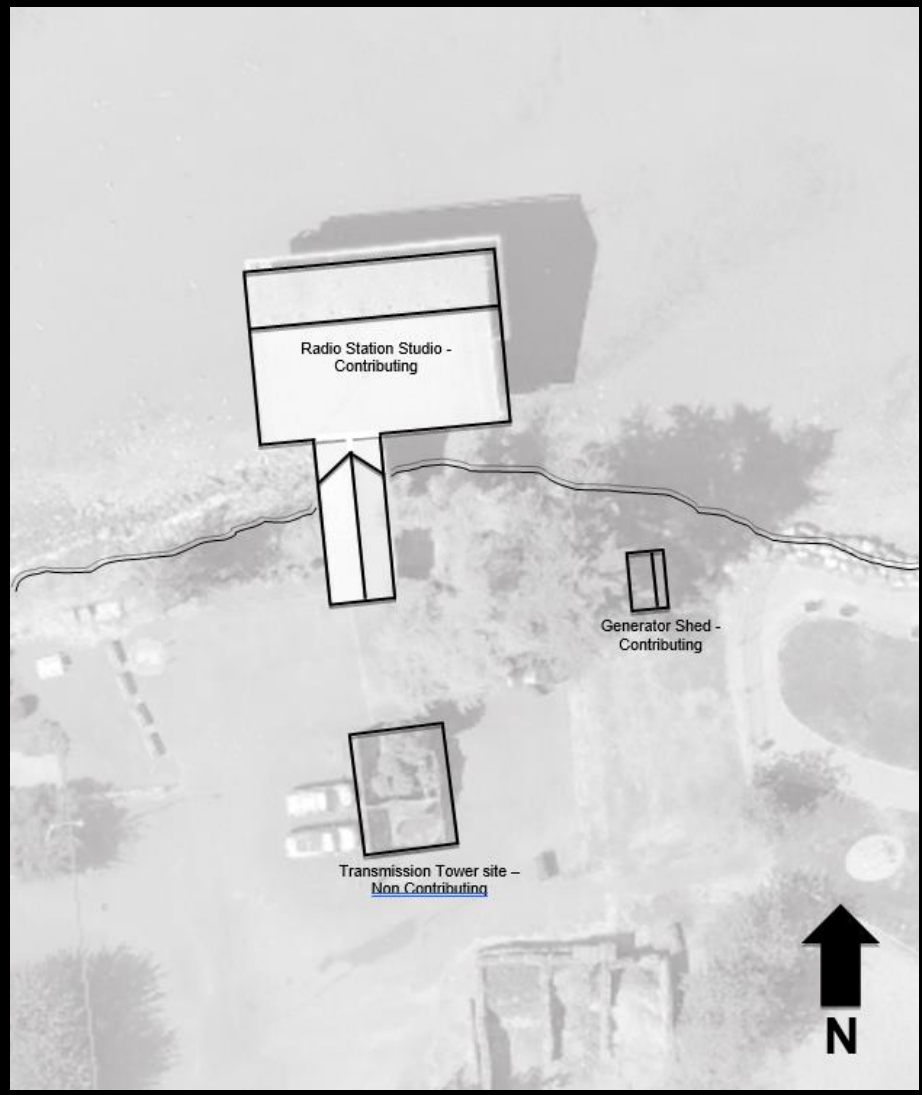 Radio Station Studio -
Contributing
Generator Shed -
Contributing
Transmission Tower site –
Non Contributing
N